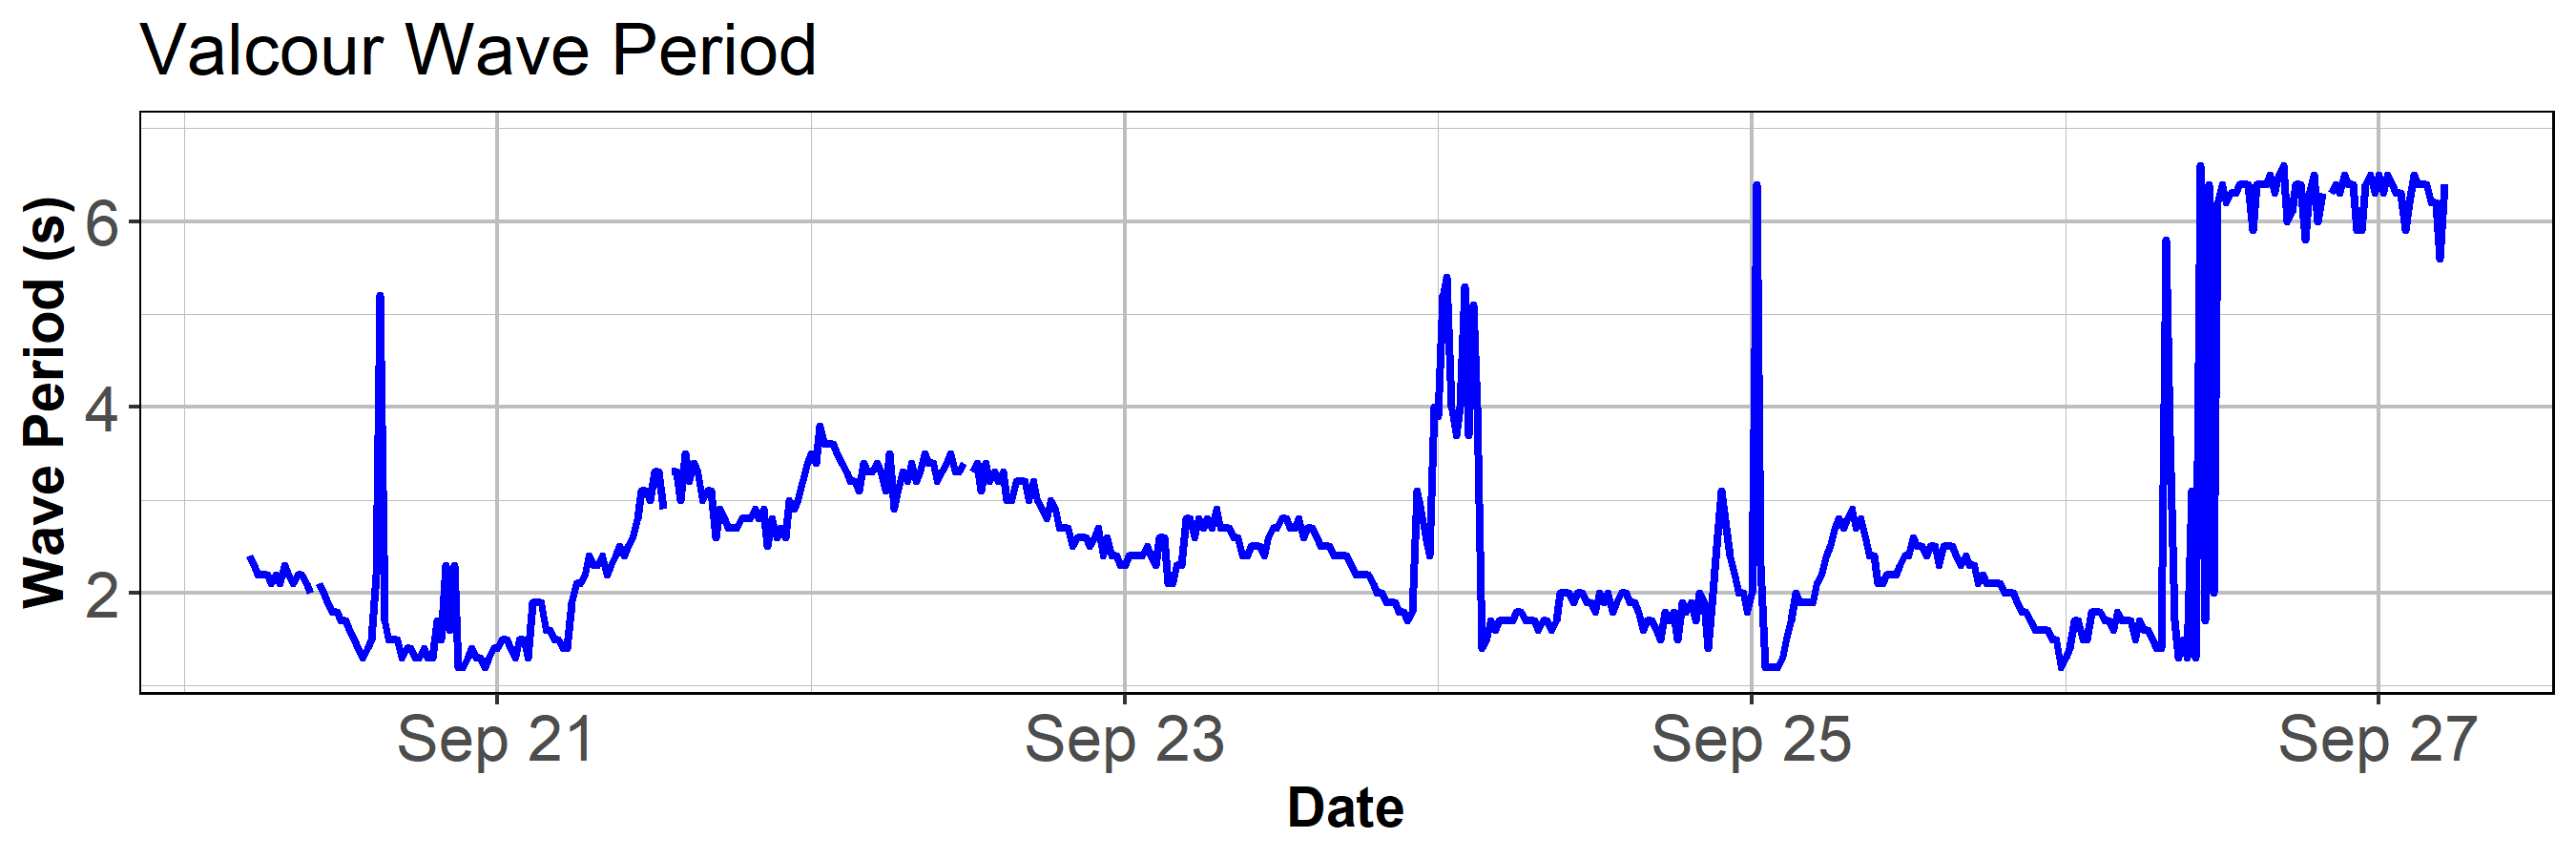 Valcour Wave Period
Wave Period (s)
6
4
2
Sep 21 Sep 23 Sep 25 Sep 27
Date